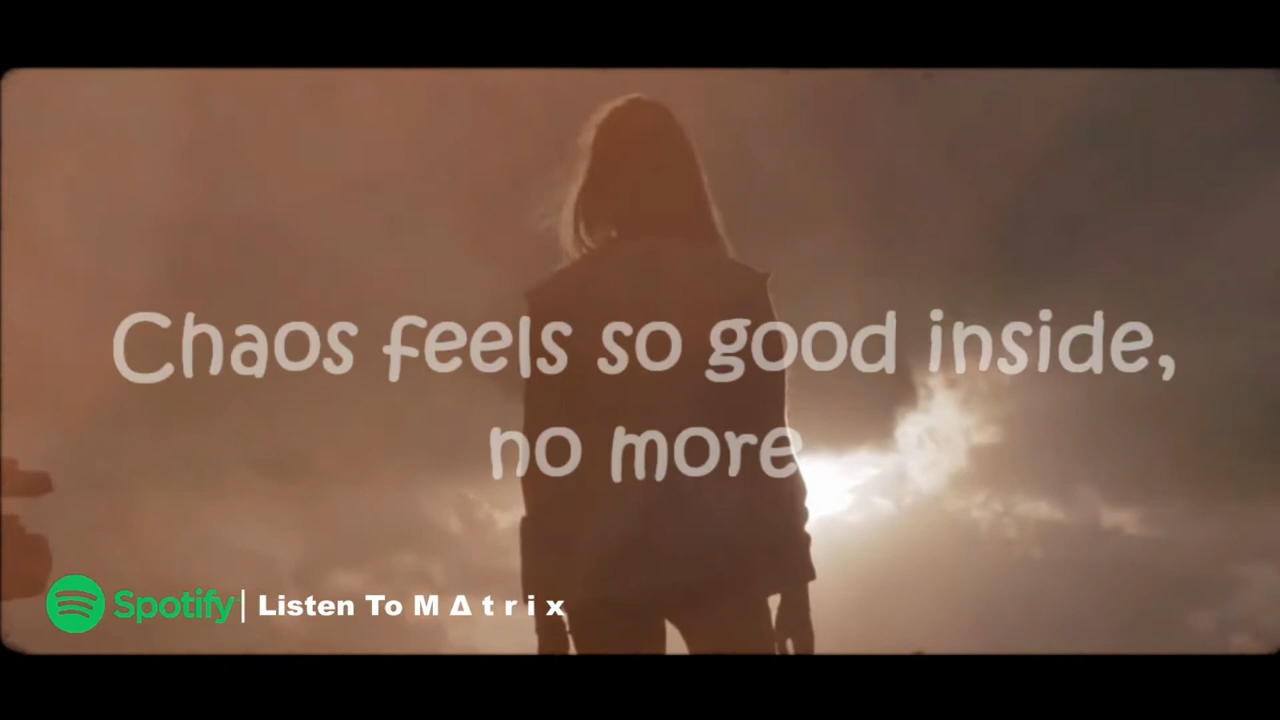 Chaos feels so good inside,
no more
Spotify | Listen To M Δ t r i x